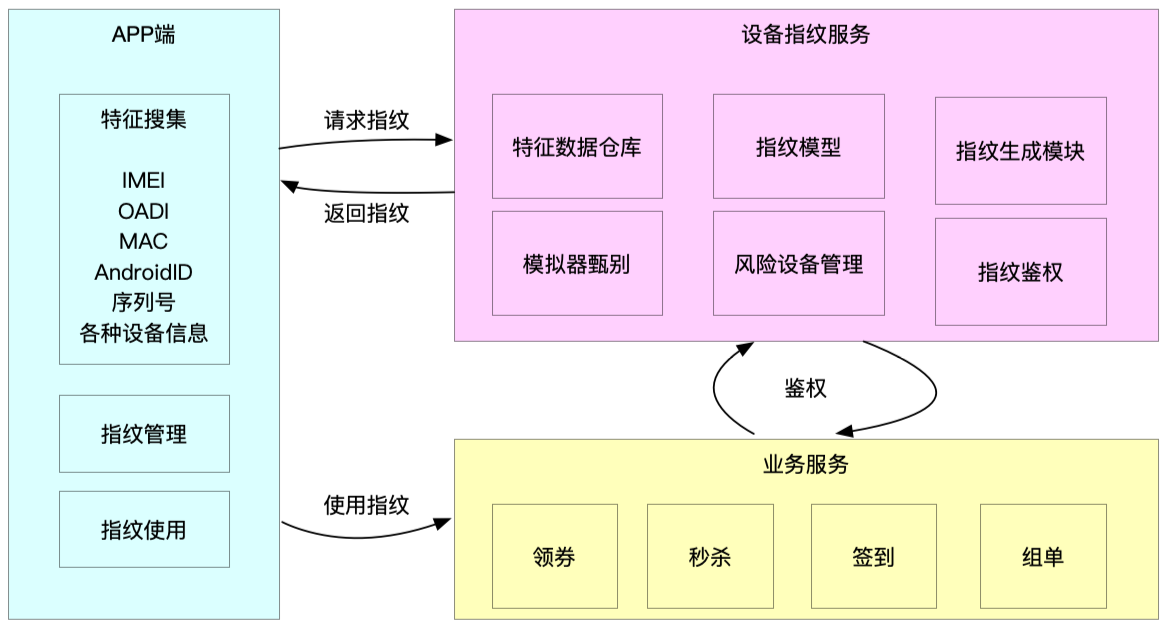 APP端
特征搜集
IMEI
OADI
MAC
AndroidID
序列号
各种设备信息
指纹管理
指纹使用
请求指纹
返回指纹
使用指纹
设备指纹服务
特征数据仓库
指纹模型
指纹生成模块
模拟器甄别
风险设备管理
指纹鉴权
鉴权
业务服务
领券
秒杀
签到
组单